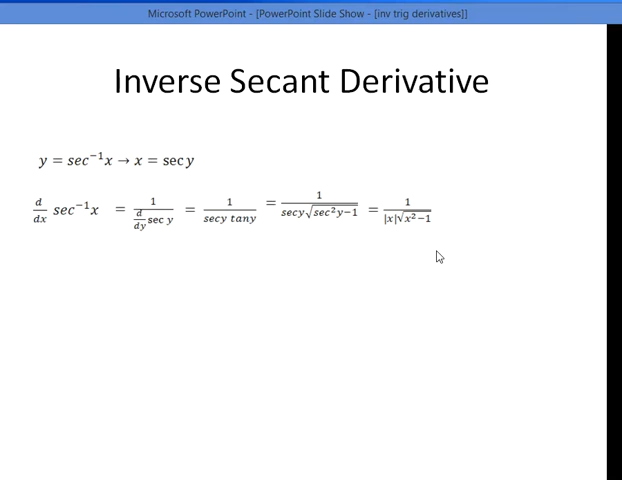 Microsoft PowerPoint - [PowerPoint Slide Show - [inv trig derivatives]]
Inverse Secant Derivative
y = sec⁻¹x → x = sec y
d/dx sec⁻¹x = 1/(d/dy sec y) = 1/(secy tany) = 1/(secy√(sec²y−1)) = 1/(|x|√(x²−1))